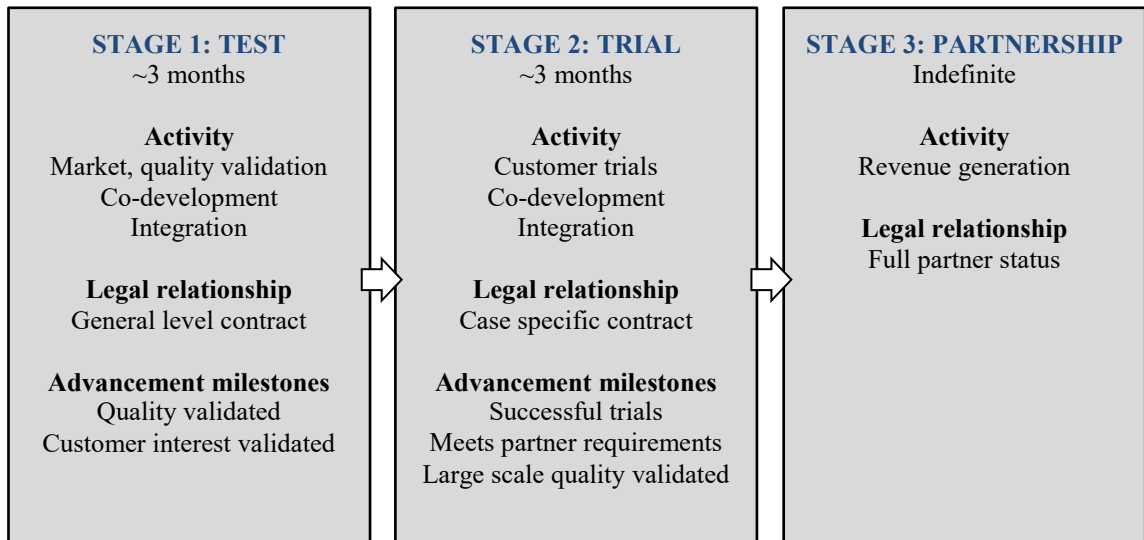 STAGE 1: TEST
~3 months
Activity
Market, quality validation
Co-development
Integration
Legal relationship
General level contract
Advancement milestones
Quality validated
Customer interest validated
STAGE 2: TRIAL
~3 months
Activity
Customer trials
Co-development
Integration
Legal relationship
Case specific contract
Advancement milestones
Successful trials
Meets partner requirements
Large scale quality validated
STAGE 3: PARTNERSHIP
Indefinite
Activity
Revenue generation
Legal relationship
Full partner status